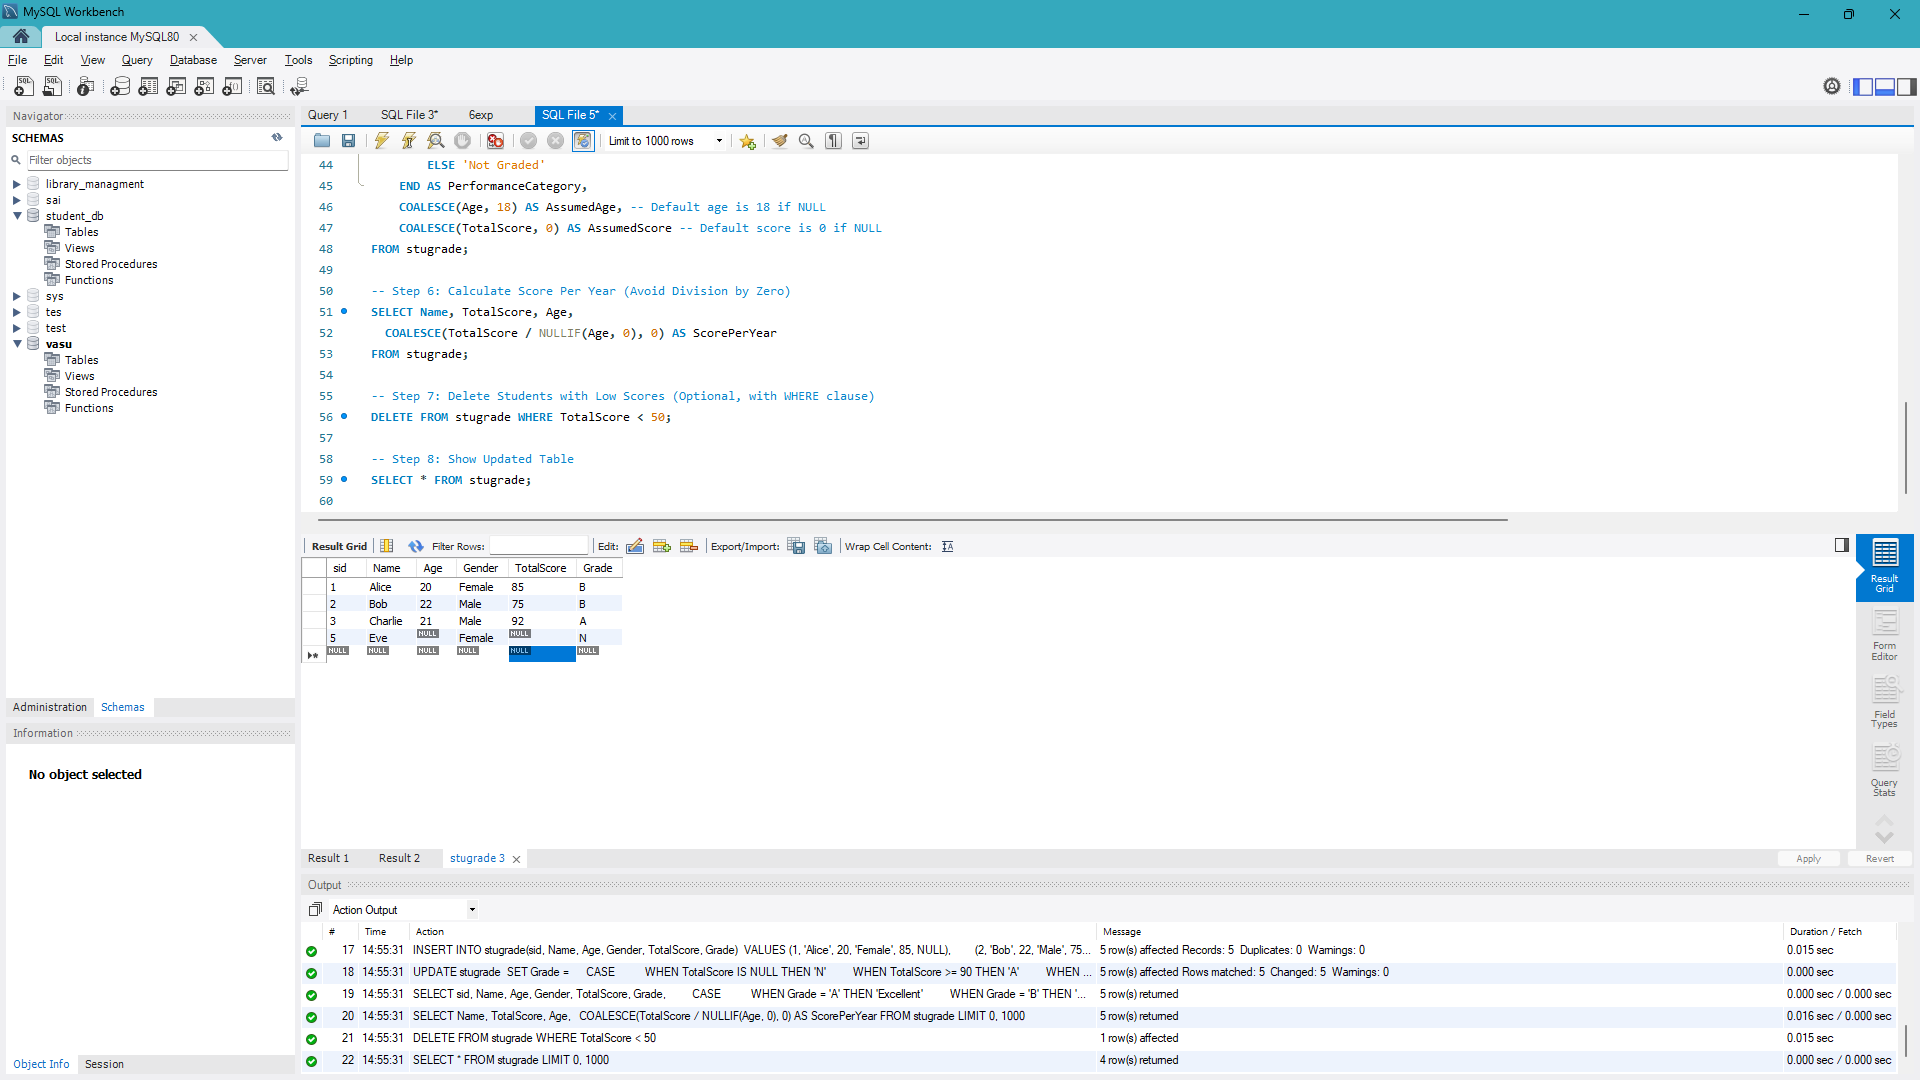 MySQL Workbench
Local instance MySQL80
File Edit View Query Database Server Tools Scripting Help
Navigator
SCHEMAS
Filter objects
library_managment
sai
student_db
Tables
Views
Stored Procedures
Functions
sys
tes
test
vasu
Tables
Views
Stored Procedures
Functions
Administration Schemas
Information
No object selected
Object Info Session
Query 1 SQL File 3* 6exp SQL File 5*
Limit to 1000 rows
44 ELSE 'Not Graded'
45 END AS PerformanceCategory,
46 COALESCE(Age, 18) AS AssumedAge, -- Default age is 18 if NULL
47 COALESCE(TotalScore, 0) AS AssumedScore -- Default score is 0 if NULL
48 FROM stugrade;
49
50 -- Step 6: Calculate Score Per Year (Avoid Division by Zero)
51 SELECT Name, TotalScore, Age,
52 COALESCE(TotalScore / NULLIF(Age, 0), 0) AS ScorePerYear
53 FROM stugrade;
54
55 -- Step 7: Delete Students with Low Scores (Optional, with WHERE clause)
56 DELETE FROM stugrade WHERE TotalScore < 50;
57
58 -- Step 8: Show Updated Table
59 SELECT * FROM stugrade;
60
Result Grid Filter Rows: Edit: Export/Import: Wrap Cell Content:
sid Name Age Gender TotalScore Grade
1 Alice 20 Female 85 B
2 Bob 22 Male 75 B
3 Charlie 21 Male 92 A
5 Eve NULL Female NULL N
NULL NULL NULL NULL NULL NULL
Result
Grid
Form
Editor
Field
Types
Query
Stats
Result 1 Result 2 stugrade 3
Apply Revert
Output
Action Output
# Time Action Message Duration / Fetch
17 14:55:31 INSERT INTO stugrade(sid, Name, Age, Gender, TotalScore, Grade) VALUES (1, 'Alice', 20, 'Female', 85, NULL), (2, 'Bob', 22, 'Male', 75... 5 row(s) affected Records: 5 Duplicates: 0 Warnings: 0 0.015 sec
18 14:55:31 UPDATE stugrade SET Grade = CASE WHEN TotalScore IS NULL THEN 'N' WHEN TotalScore >= 90 THEN 'A' WHEN ... 5 row(s) affected Rows matched: 5 Changed: 5 Warnings: 0 0.000 sec
19 14:55:31 SELECT sid, Name, Age, Gender, TotalScore, Grade, CASE WHEN Grade = 'A' THEN 'Excellent' WHEN Grade = 'B' THEN '... 5 row(s) returned 0.000 sec / 0.000 sec
20 14:55:31 SELECT Name, TotalScore, Age, COALESCE(TotalScore / NULLIF(Age, 0), 0) AS ScorePerYear FROM stugrade LIMIT 0, 1000 5 row(s) returned 0.016 sec / 0.000 sec
21 14:55:31 DELETE FROM stugrade WHERE TotalScore < 50 1 row(s) affected 0.015 sec
22 14:55:31 SELECT * FROM stugrade LIMIT 0, 1000 4 row(s) returned 0.000 sec / 0.000 sec